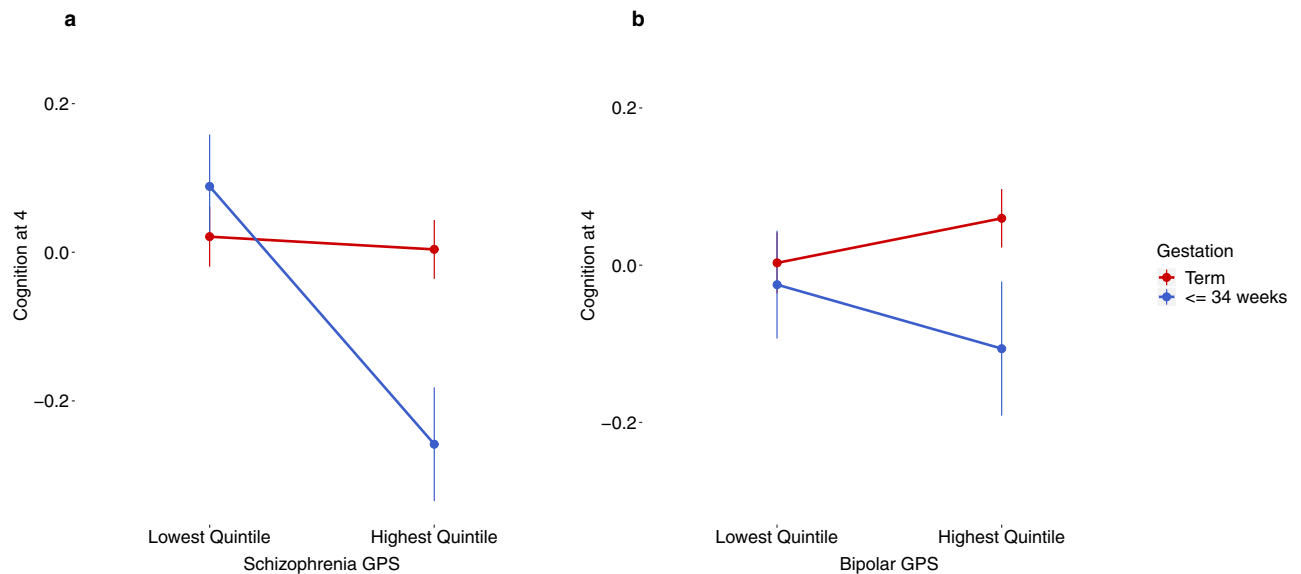 a
0.2
0.0
−0.2
Cognition at 4
Lowest Quintile
Highest Quintile
Schizophrenia GPS
b
0.2
0.0
−0.2
Cognition at 4
Lowest Quintile
Highest Quintile
Bipolar GPS
Gestation
Term
<= 34 weeks